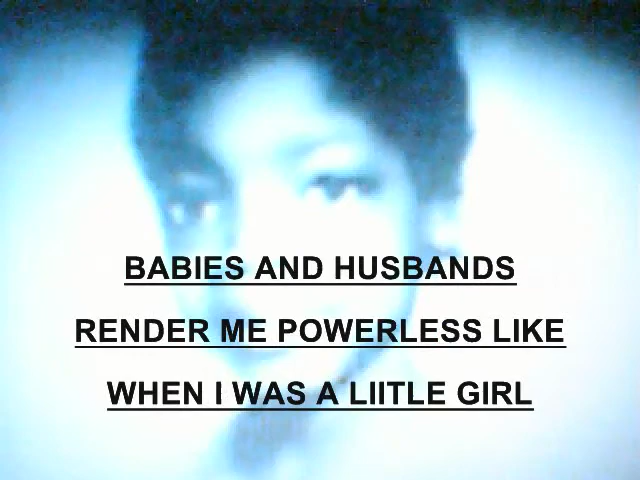 BABIES AND HUSBANDS
RENDER ME POWERLESS LIKE
WHEN I WAS A LIITLE GIRL